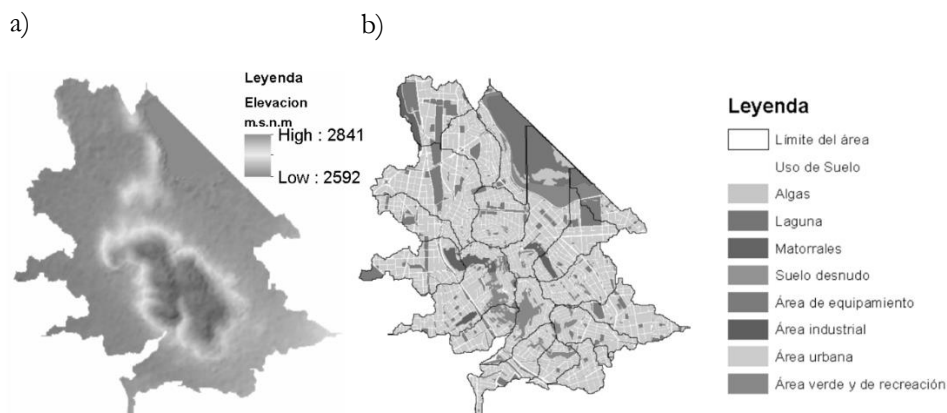 a)
b)
Leyenda
Elevacion
m.s.n.m
High : 2841
Low : 2592
Leyenda
Límite del área
Uso de Suelo
Algas
Laguna
Matorrales
Suelo desnudo
Área de equipamiento
Área industrial
Área urbana
Área verde y de recreación